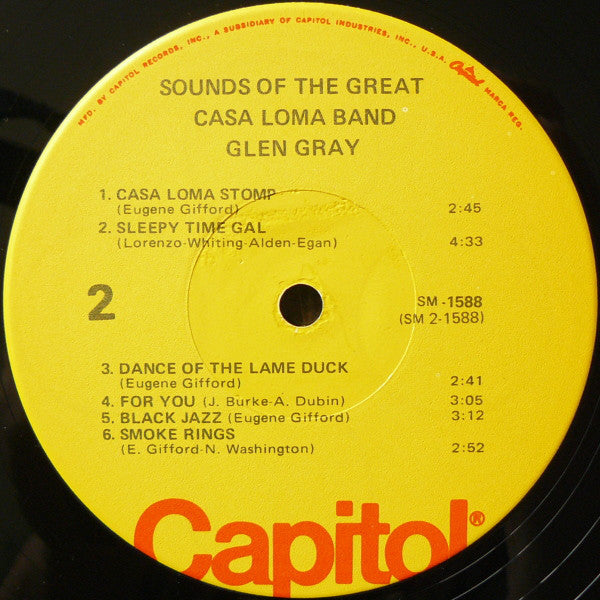 MFD. BY CAPITOL RECORDS, INC., A SUBSIDIARY OF CAPITOL INDUSTRIES, INC., U.S.A. Capitol MARCA REG.
SOUNDS OF THE GREAT
CASA LOMA BAND
GLEN GRAY
1. CASA LOMA STOMP
(Eugene Gifford) 2:45
2. SLEEPY TIME GAL
(Lorenzo-Whiting-Alden-Egan) 4:33
2
SM-1588
(SM 2-1588)
3. DANCE OF THE LAME DUCK
(Eugene Gifford) 2:41
4. FOR YOU (J. Burke-A. Dubin) 3:05
5. BLACK JAZZ (Eugene Gifford) 3:12
6. SMOKE RINGS
(E. Gifford-N. Washington) 2:52
Capitol®